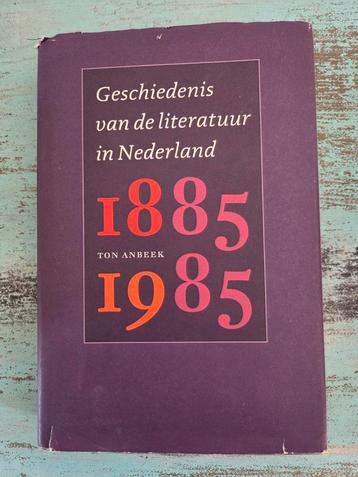 Geschiedenis
van de literatuur
in Nederland
1885
TON ANBEEK
1985